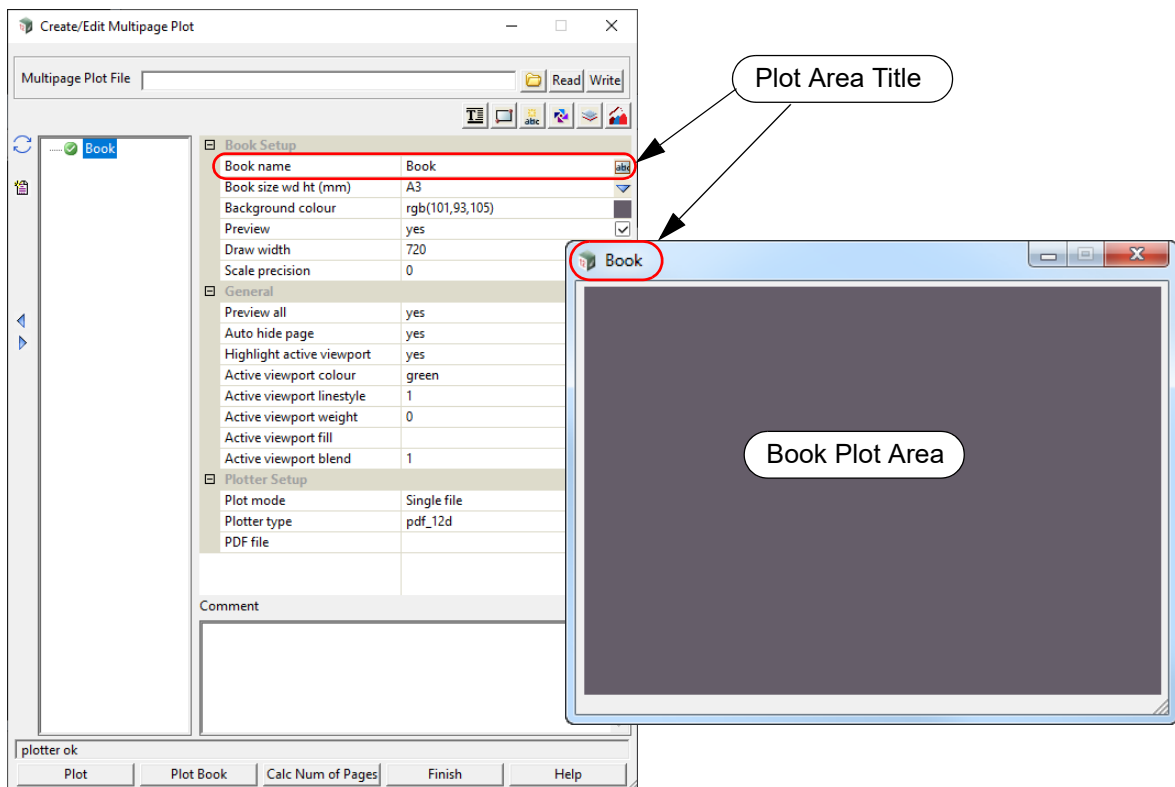 Create/Edit Multipage Plot
Multipage Plot File Read Write
Plot Area Title
abc
Book
Book Setup
Book name Book abc
Book size wd ht (mm) A3
Background colour rgb(101,93,105)
Preview yes
Draw width 720
Scale precision 0
General
Preview all yes
Auto hide page yes
Highlight active viewport yes
Active viewport colour green
Active viewport linestyle 1
Active viewport weight 0
Active viewport fill
Active viewport blend 1
Plotter Setup
Plot mode Single file
Plotter type pdf_12d
PDF file
Comment
Book
Book Plot Area
plotter ok
Plot Plot Book Calc Num of Pages Finish Help